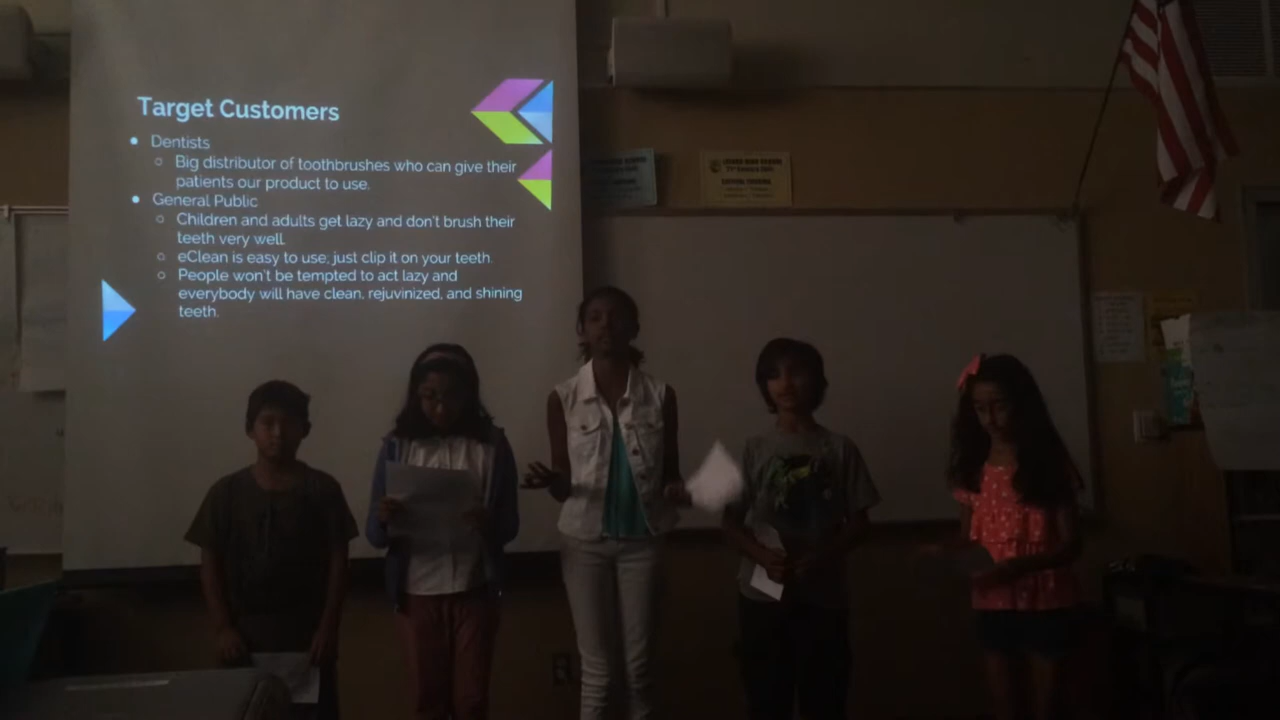 Target Customers
● Dentists
○ Big distributor of toothbrushes who can give their
patients our product to use.
● General Public
○ Children and adults get lazy and don't brush their
teeth very well.
○ eClean is easy to use; just clip it on your teeth.
○ People won't be tempted to act lazy and
everybody will have clean, rejuvinized, and shining
teeth.